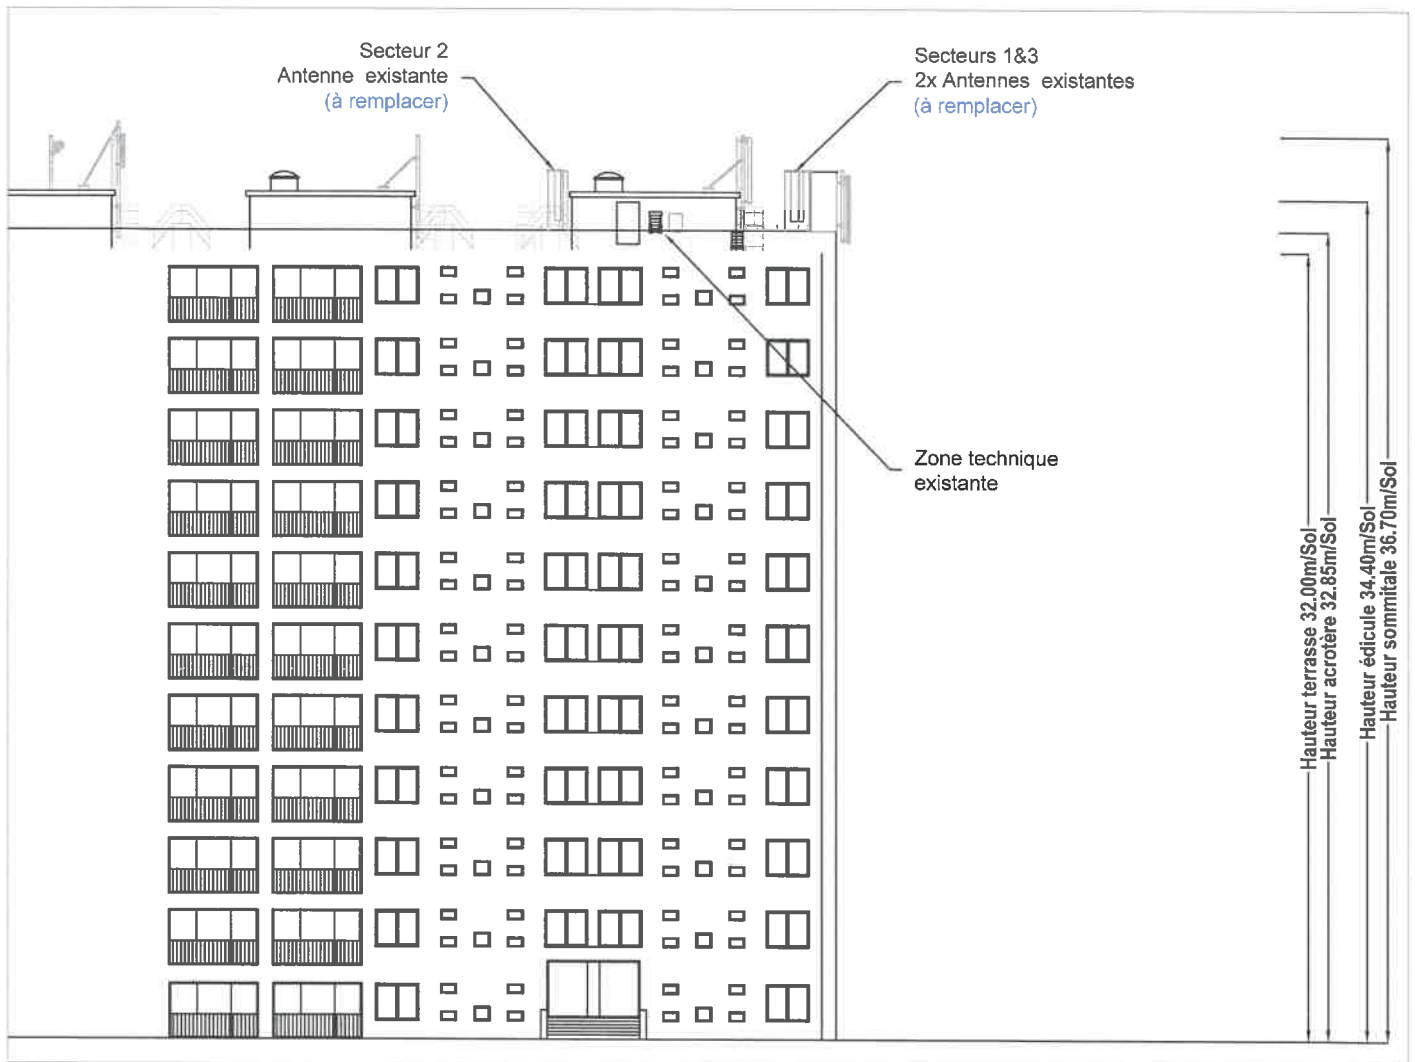 Secteur 2
Antenne existante
(à remplacer)
Secteurs 1&3
2x Antennes existantes
(à remplacer)
Zone technique
existante
Hauteur terrasse 32.00m/Sol
Hauteur acrotère 32.85m/Sol
Hauteur édicule 34.40m/Sol
Hauteur sommitale 36.70m/Sol